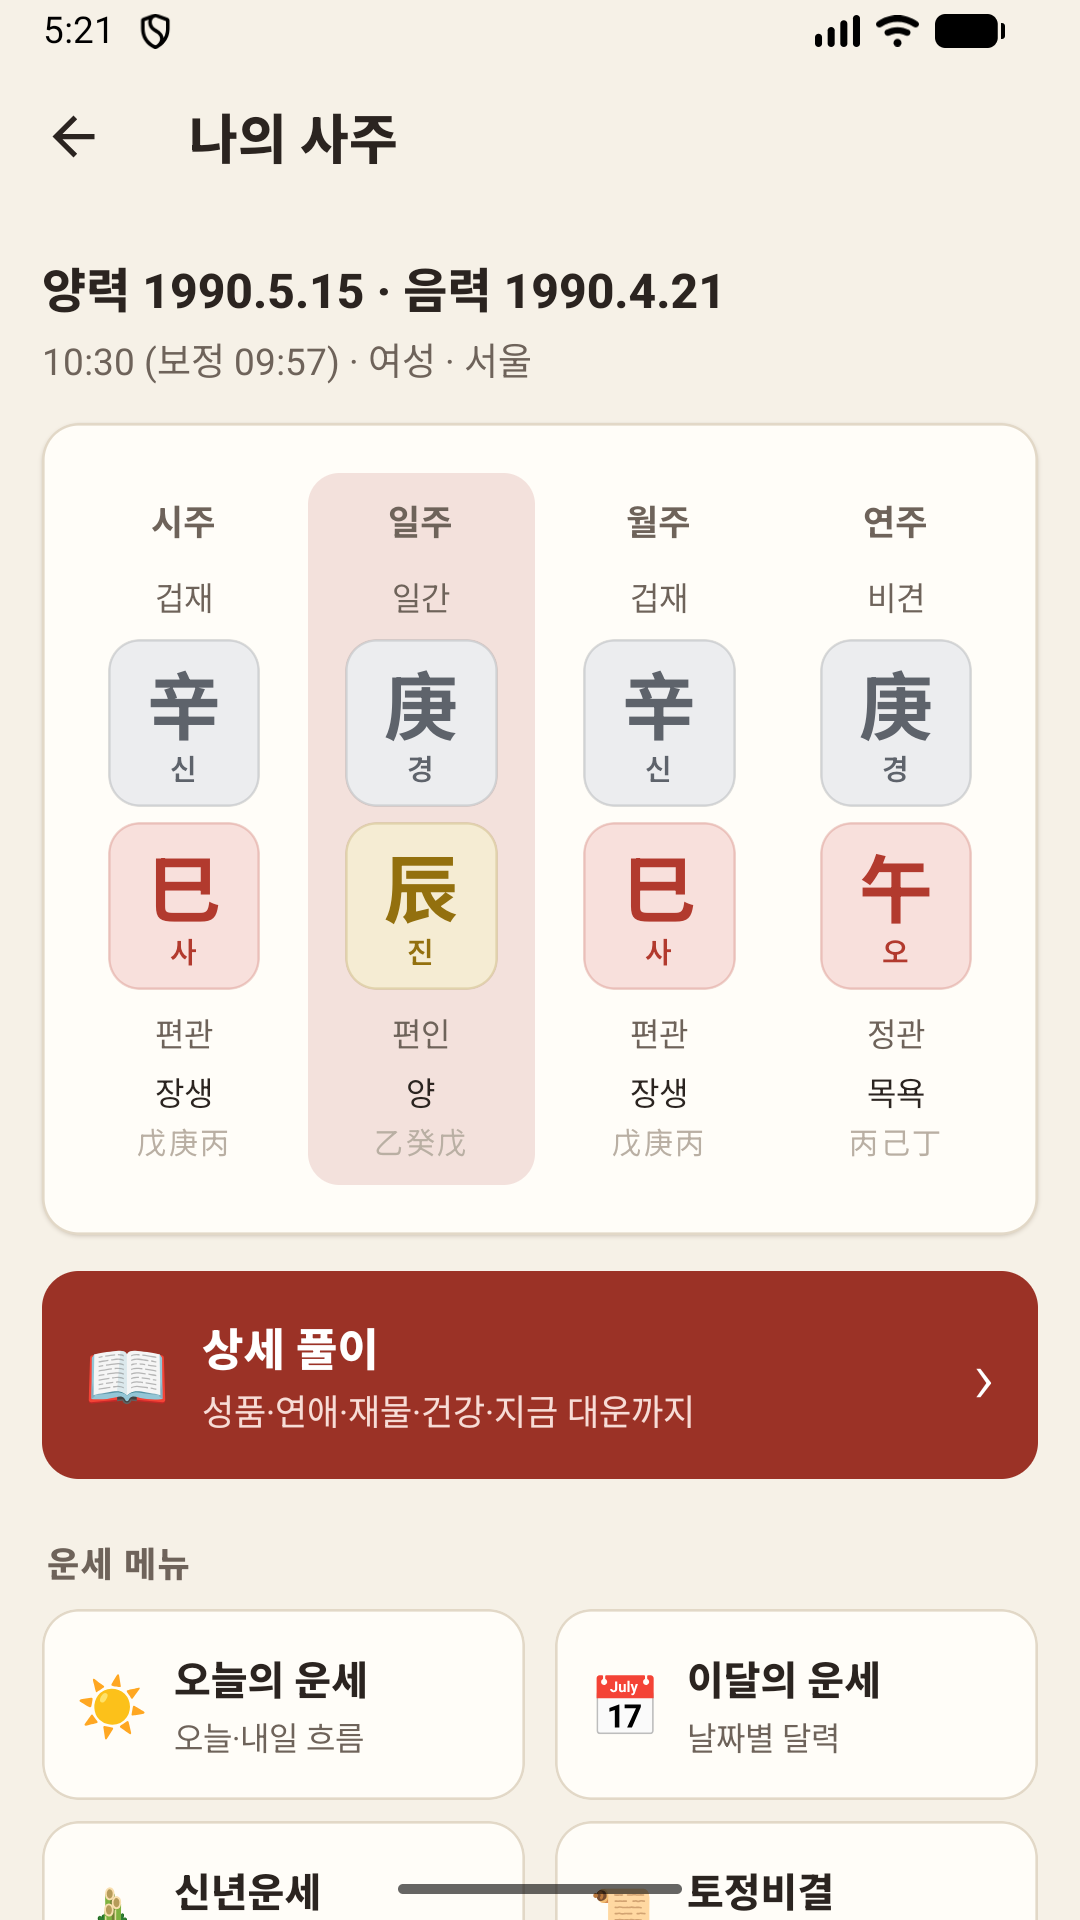 5:21
나의 사주
양력 1990.5.15 · 음력 1990.4.21
10:30 (보정 09:57) · 여성 · 서울
시주 일주 월주 연주
겁재 일간 겁재 비견
辛 庚 辛 庚
신 경 신 경
巳 辰 巳 午
사 진 사 오
편관 편인 편관 정관
장생 양 장생 목욕
戊庚丙 乙癸戊 戊庚丙 丙己丁
상세 풀이
성품·연애·재물·건강·지금 대운까지
운세 메뉴
오늘의 운세
오늘·내일 흐름
July
17
이달의 운세
날짜별 달력
신년운세
토정비결